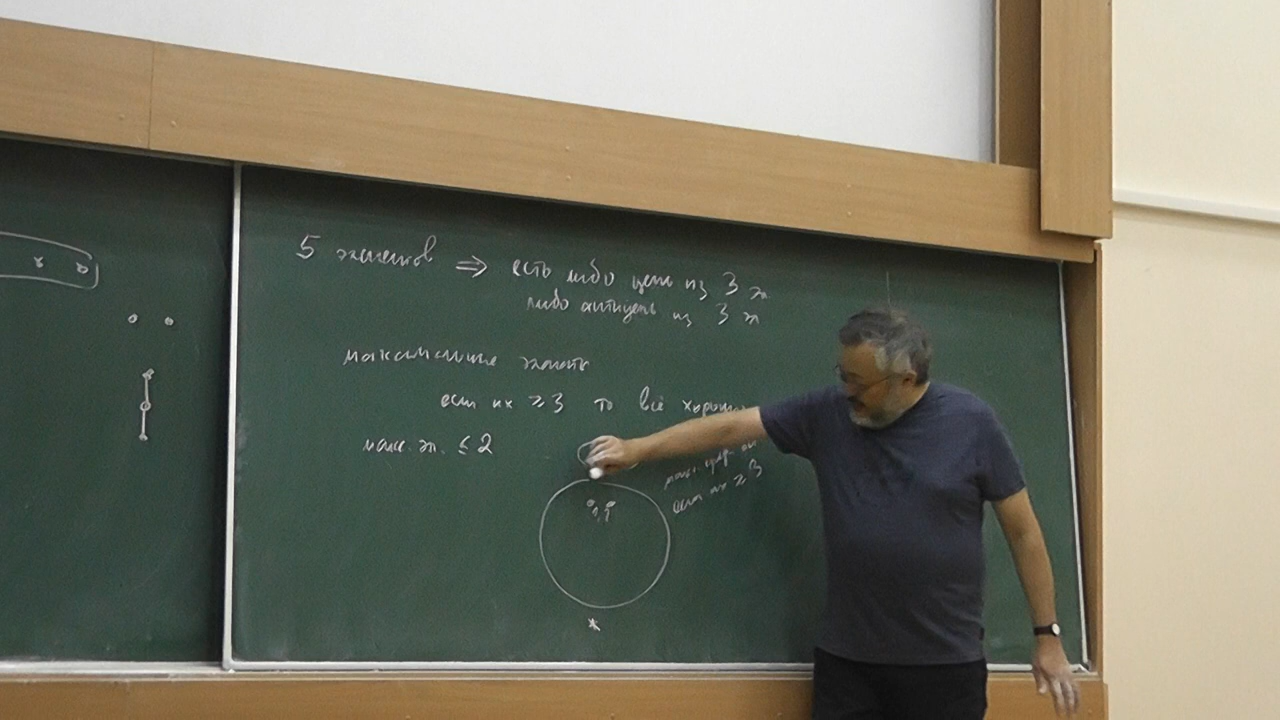 5 элементов ⇒ есть либо цепь из 3 эл
либо антицепь из 3 эл
максимальные элементы
если их ≥ 3 то всё хорошо
макс. эл. ≤ 2
если их ≥ 3